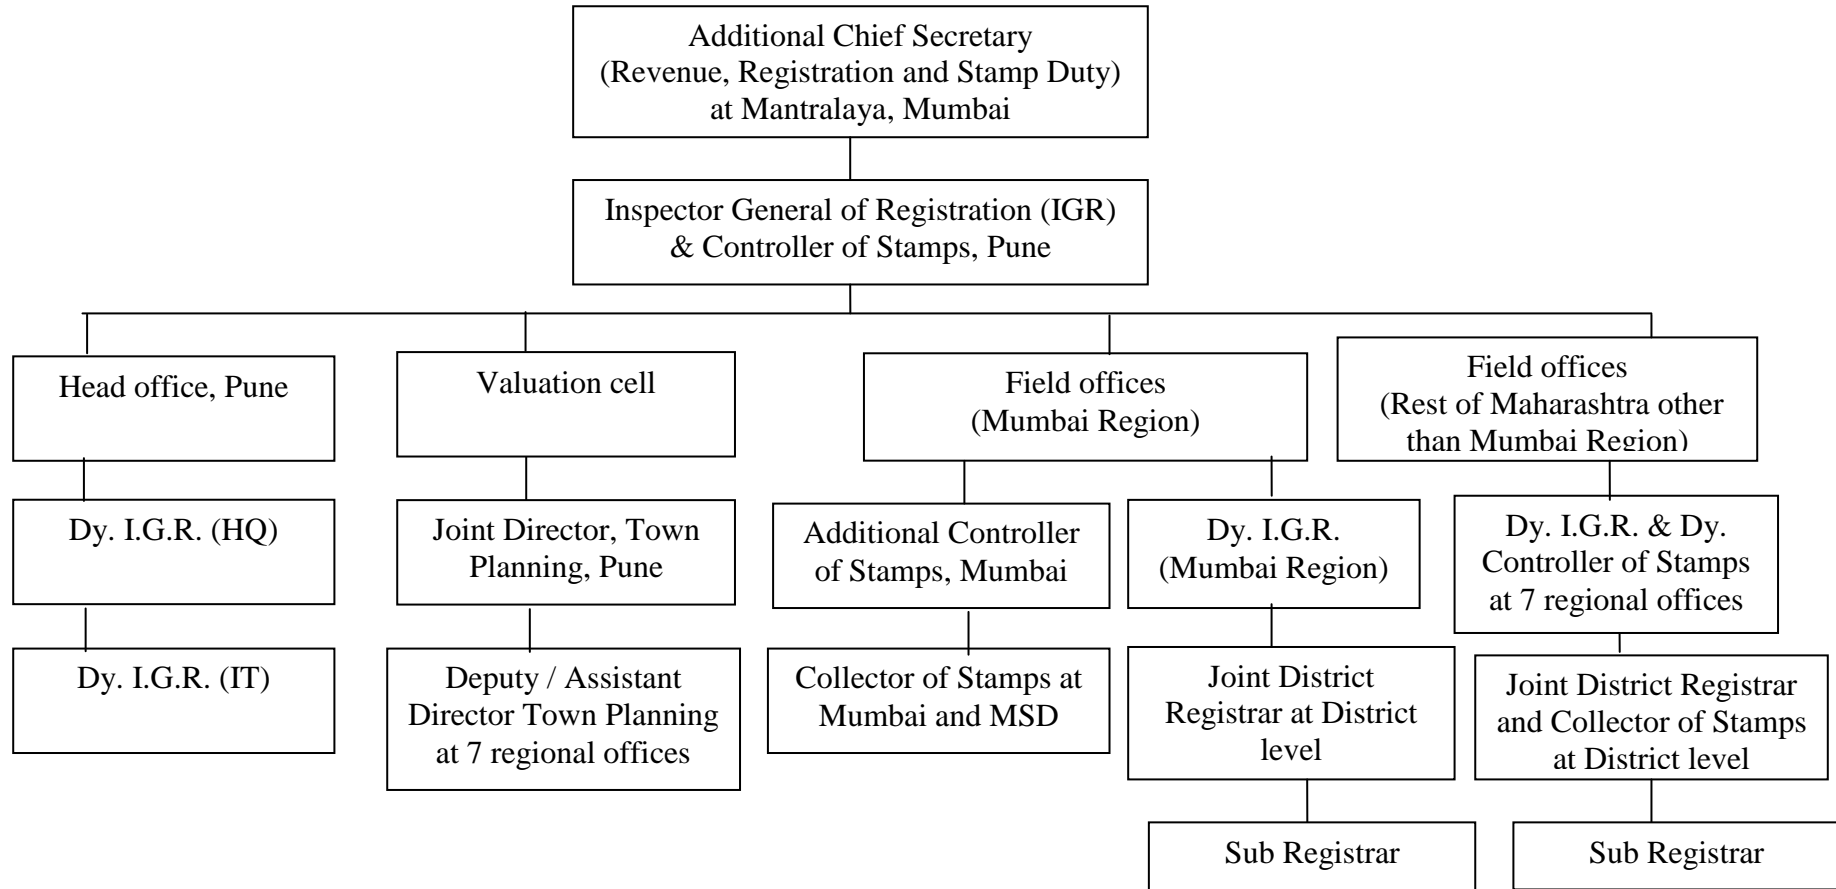 Additional Chief Secretary
(Revenue, Registration and Stamp Duty)
at Mantralaya, Mumbai
Inspector General of Registration (IGR)
& Controller of Stamps, Pune
Head office, Pune
Valuation cell
Field offices
(Mumbai Region)
Field offices
(Rest of Maharashtra other
than Mumbai Region)
Dy. I.G.R. (HQ)
Joint Director, Town
Planning, Pune
Additional Controller
of Stamps, Mumbai
Dy. I.G.R.
(Mumbai Region)
Dy. I.G.R. & Dy.
Controller of Stamps
at 7 regional offices
Dy. I.G.R. (IT)
Deputy / Assistant
Director Town Planning
at 7 regional offices
Collector of Stamps at
Mumbai and MSD
Joint District
Registrar at District
level
Joint District Registrar
and Collector of Stamps
at District level
Sub Registrar
Sub Registrar